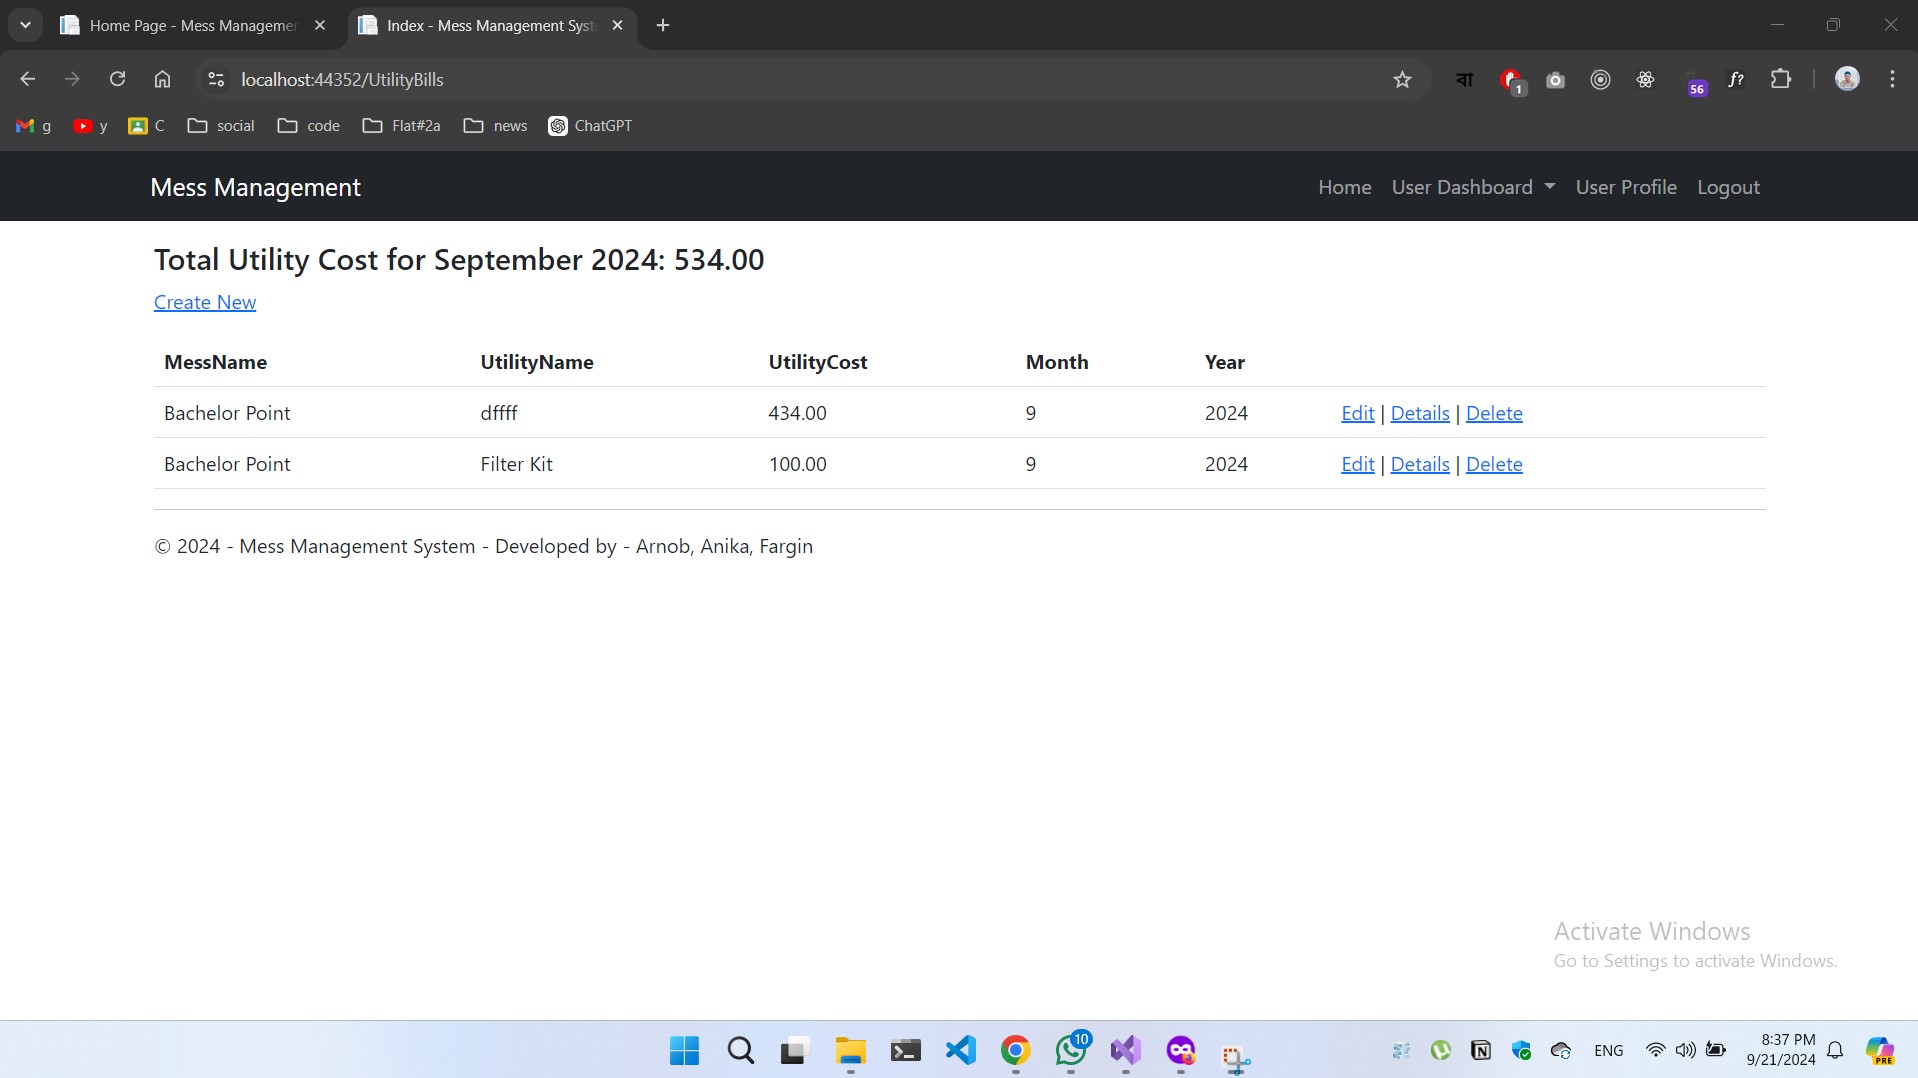 Home Page - Mess Managemen
Index - Mess Management Syst
localhost:44352/UtilityBills
বা
1
56
f?
g
y
C
social
code
Flat#2a
news
ChatGPT
Mess Management
Home
User Dashboard
User Profile
Logout
Total Utility Cost for September 2024: 534.00
Create New
MessName UtilityName UtilityCost Month Year
Bachelor Point dffff 434.00 9 2024 Edit | Details | Delete
Bachelor Point Filter Kit 100.00 9 2024 Edit | Details | Delete
© 2024 - Mess Management System - Developed by - Arnob, Anika, Fargin
Activate Windows
Go to Settings to activate Windows.
10
ENG
8:37 PM
9/21/2024
PRE